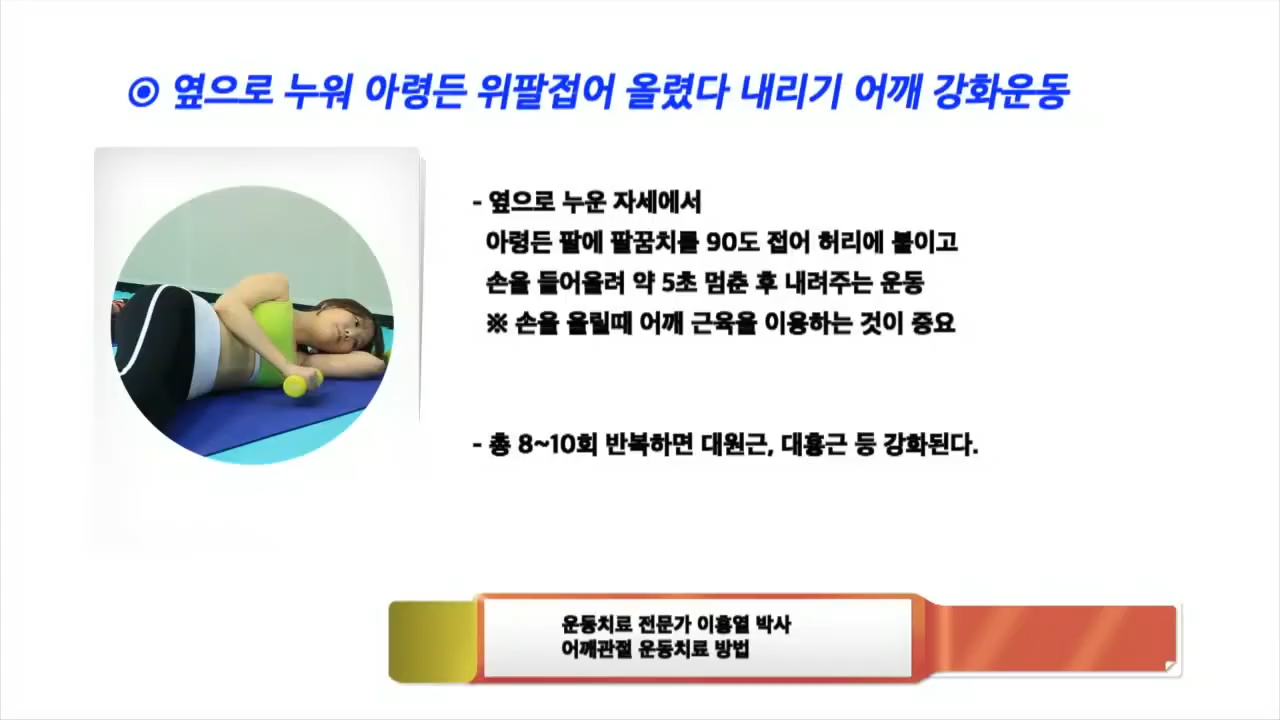 ◉ 옆으로 누워 아령든 위팔접어 올렸다 내리기 어깨 강화운동
- 옆으로 누운 자세에서
아령든 팔에 팔꿈치를 90도 접어 허리에 붙이고
손을 들어올려 약 5초 멈춘 후 내려주는 운동
※ 손을 올릴때 어깨 근육을 이용하는 것이 중요
- 총 8~10회 반복하면 대원근, 대흉근 등 강화된다.
운동치료 전문가 이홍열 박사
어깨관절 운동치료 방법